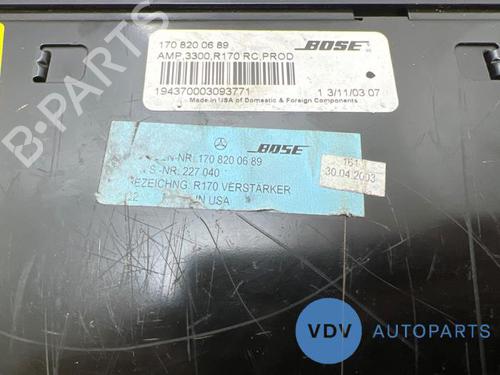 170 820 06 89
BOSE
AMP,3300,R170 RC,PROD
194370003093771
1 3/11/03 07
Made in USA of Domestic & Foreign Components
EN-NR. 170 820 06 89
BOSE
S.-NR. 227 040
EZEICHNG. R170 VERSTÄRKER
IN USA
161
30.04.2003
B-PARTS
VDV AUTOPARTS